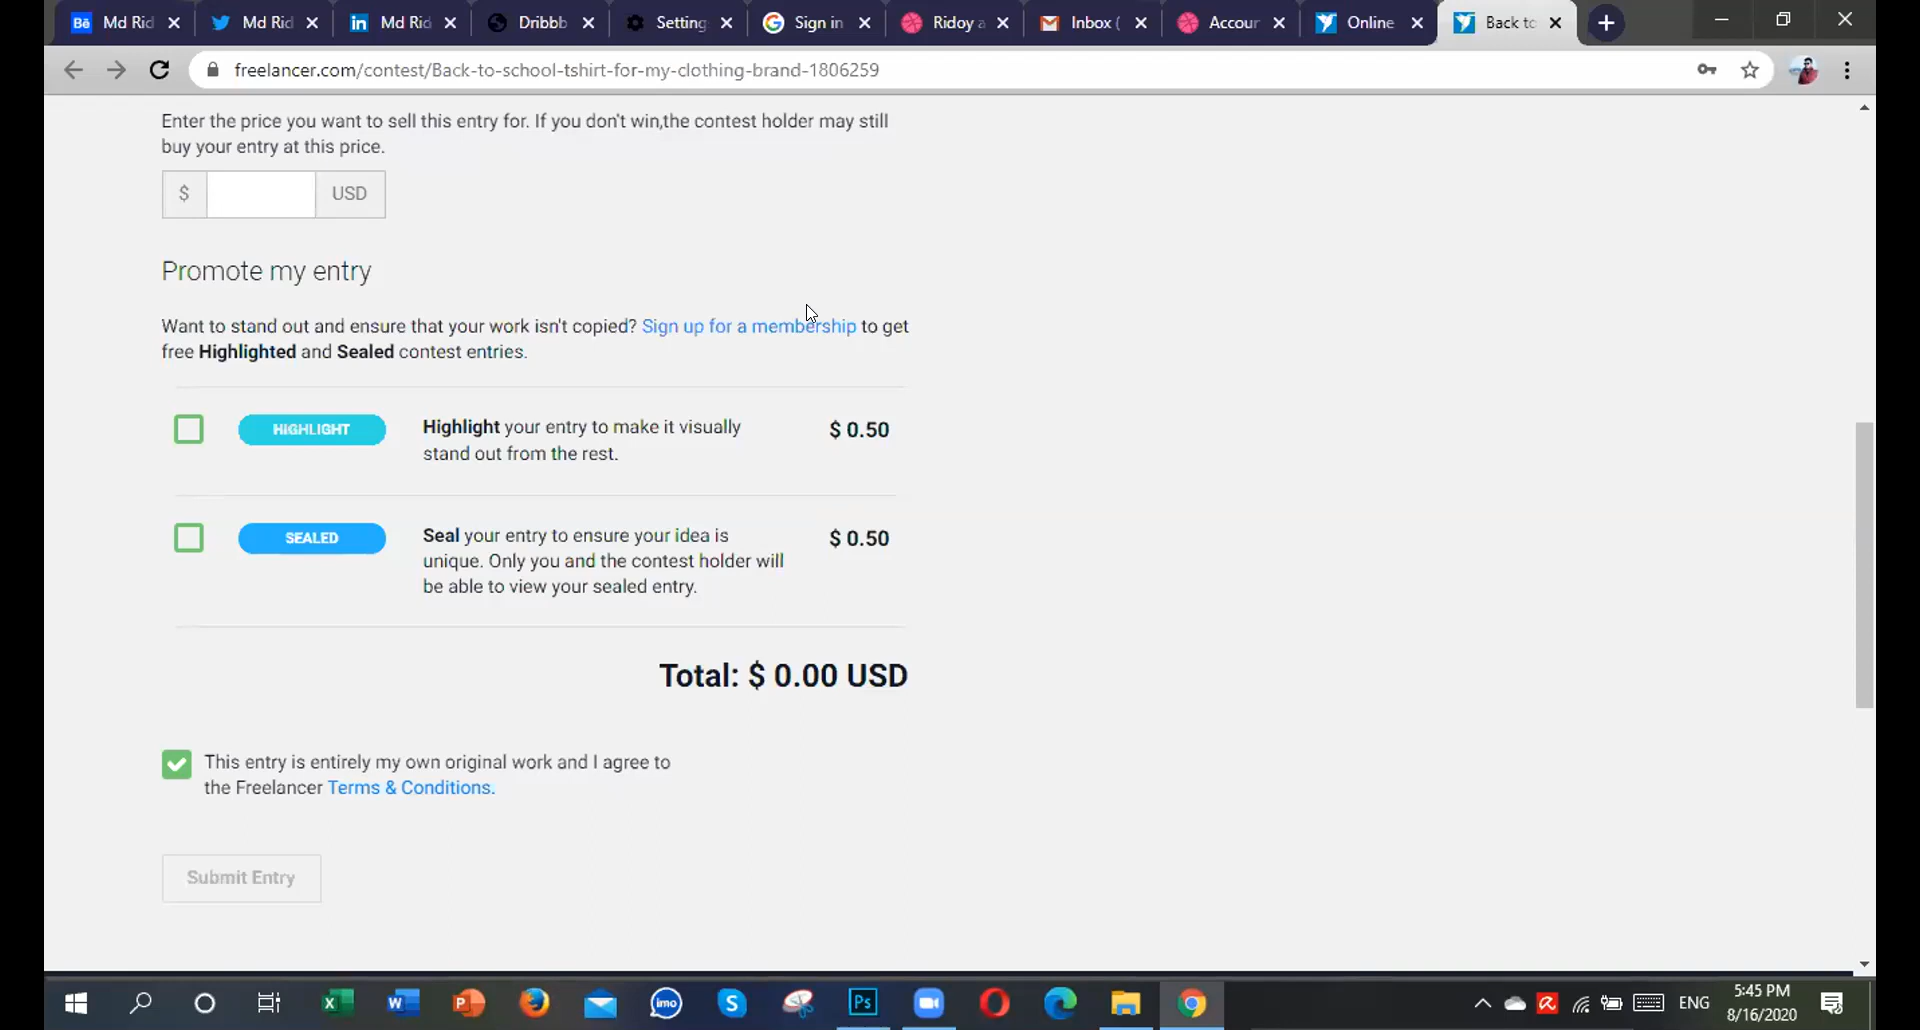 Md Rid
Md Rid
Md Rid
Dribbb
Setting
Sign in
Ridoy a
Inbox (
Accour
Online
Back to
freelancer.com/contest/Back-to-school-tshirt-for-my-clothing-brand-1806259
Enter the price you want to sell this entry for. If you don't win,the contest holder may still
buy your entry at this price.
$ USD
Promote my entry
Want to stand out and ensure that your work isn't copied? Sign up for a membership to get
free Highlighted and Sealed contest entries.
HIGHLIGHT
Highlight your entry to make it visually
stand out from the rest.
$ 0.50
SEALED
Seal your entry to ensure your idea is
unique. Only you and the contest holder will
be able to view your sealed entry.
$ 0.50
Total: $ 0.00 USD
This entry is entirely my own original work and I agree to
the Freelancer Terms & Conditions.
Submit Entry
ENG
5:45 PM
8/16/2020